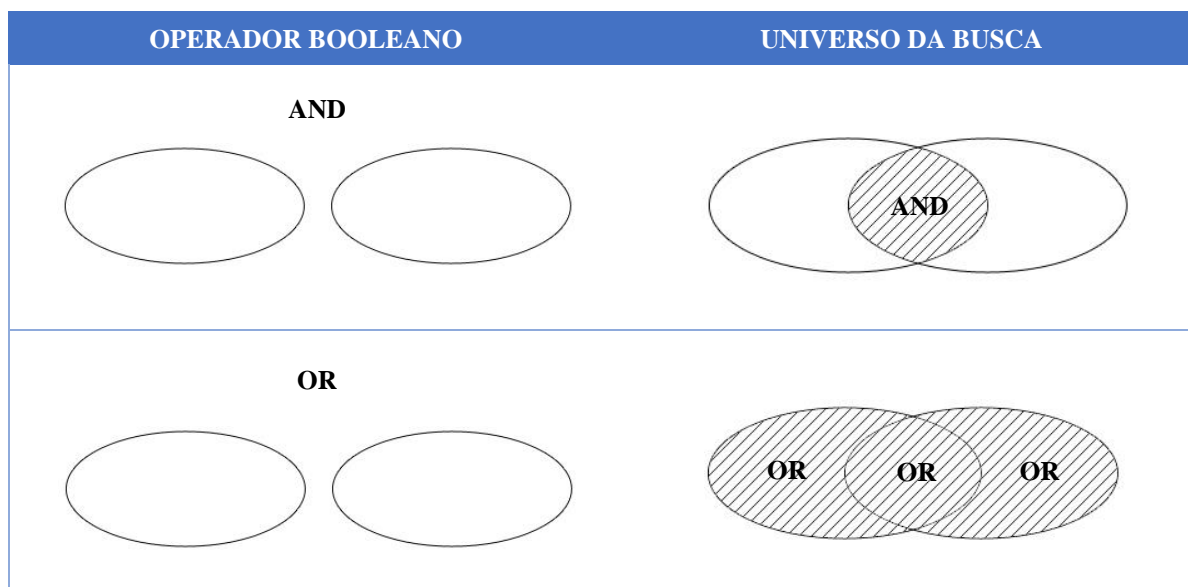 OPERADOR BOOLEANO UNIVERSO DA BUSCA
AND
AND
OR
OR OR OR